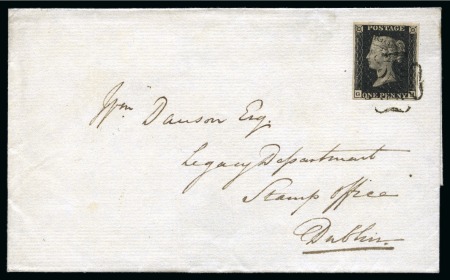 POSTAGE
ONE PENNY
Wm Dawson Esq.
Legacy Department
Stamp Office
Dublin